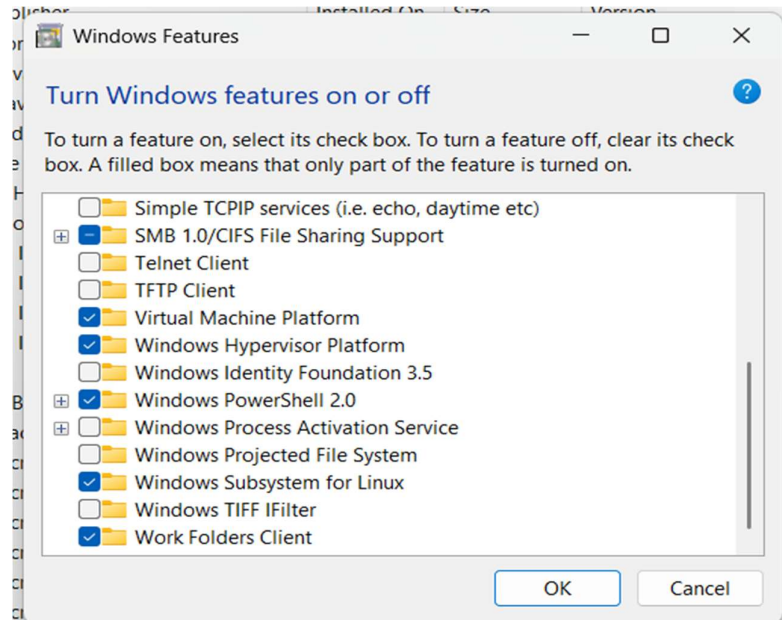 Installed On Size Version
Windows Features
Turn Windows features on or off
To turn a feature on, select its check box. To turn a feature off, clear its check
box. A filled box means that only part of the feature is turned on.
Simple TCPIP services (i.e. echo, daytime etc)
SMB 1.0/CIFS File Sharing Support
Telnet Client
TFTP Client
Virtual Machine Platform
Windows Hypervisor Platform
Windows Identity Foundation 3.5
Windows PowerShell 2.0
Windows Process Activation Service
Windows Projected File System
Windows Subsystem for Linux
Windows TIFF IFilter
Work Folders Client
OK Cancel